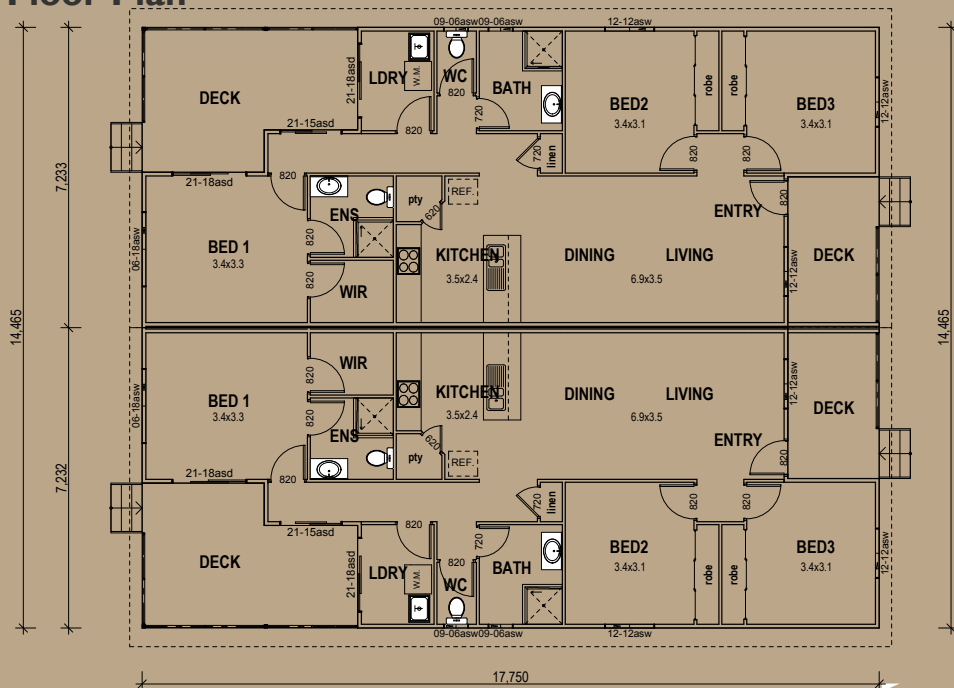 Floor Plan
09-06asw09-06asw
12-12asw
DECK
21-18asd
LDRY
W.M.
WC
820
BATH
720
820
21-15asd
BED2
3.4x3.1
robe
robe
BED3
3.4x3.1
12-12asw
720
linen
820
820
7,233
21-18asd
820
ENS
820
pty
620
REF.
ENTRY
820
06-18asw
BED 1
3.4x3.3
820
WIR
KITCHEN
3.5x2.4
DINING
LIVING
6.9x3.5
12-12asw
DECK
14,465
14,465
06-18asw
BED 1
3.4x3.3
820
WIR
820
ENS
KITCHEN
3.5x2.4
DINING
LIVING
6.9x3.5
12-12asw
DECK
620
pty
REF.
ENTRY
820
7,232
21-18asd
820
720
linen
820
820
21-15asd
820
720
DECK
21-18asd
LDRY
W.M.
820
WC
BATH
BED2
3.4x3.1
robe
robe
BED3
3.4x3.1
12-12asw
09-06asw09-06asw
12-12asw
17,750